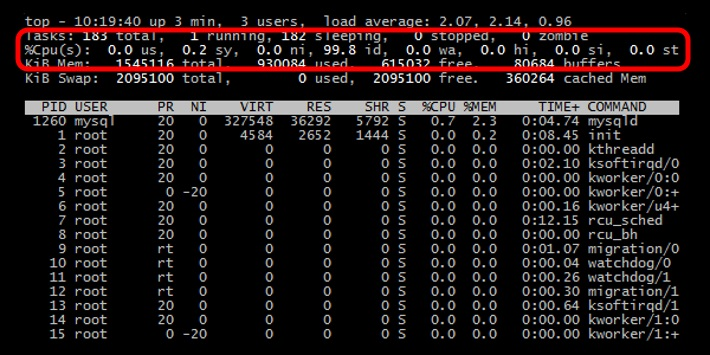 top - 10:19:40 up 3 min,  3 users,  load average: 2.07, 2.14, 0.96
Tasks: 183 total,   1 running, 182 sleeping,   0 stopped,   0 zombie
%Cpu(s):  0.0 us,  0.2 sy,  0.0 ni, 99.8 id,  0.0 wa,  0.0 hi,  0.0 si,  0.0 st
KiB Mem:   1545116 total,   930084 used,   615032 free.    80684 buffers
KiB Swap:  2095100 total,        0 used,  2095100 free.   360264 cached Mem
PID USER      PR  NI    VIRT    RES    SHR S  %CPU %MEM     TIME+ COMMAND
1260 mysql     20   0  327548  36292   5792 S   0.7  2.3   0:04.74 mysqld
1 root      20   0    4584   2652   1444 S   0.0  0.2   0:08.45 init
2 root      20   0       0      0      0 S   0.0  0.0   0:00.00 kthreadd
3 root      20   0       0      0      0 S   0.0  0.0   0:02.10 ksoftirqd/0
4 root      20   0       0      0      0 S   0.0  0.0   0:00.00 kworker/0:0
5 root       0 -20       0      0      0 S   0.0  0.0   0:00.00 kworker/0:+
6 root      20   0       0      0      0 S   0.0  0.0   0:00.16 kworker/u4+
7 root      20   0       0      0      0 S   0.0  0.0   0:12.15 rcu_sched
8 root      20   0       0      0      0 S   0.0  0.0   0:00.00 rcu_bh
9 root      rt   0       0      0      0 S   0.0  0.0   0:01.07 migration/0
10 root      rt   0       0      0      0 S   0.0  0.0   0:00.04 watchdog/0
11 root      rt   0       0      0      0 S   0.0  0.0   0:00.26 watchdog/1
12 root      rt   0       0      0      0 S   0.0  0.0   0:00.30 migration/1
13 root      20   0       0      0      0 S   0.0  0.0   0:00.64 ksoftirqd/1
14 root      20   0       0      0      0 S   0.0  0.0   0:00.00 kworker/1:0
15 root       0 -20       0      0      0 S   0.0  0.0   0:00.00 kworker/1:+